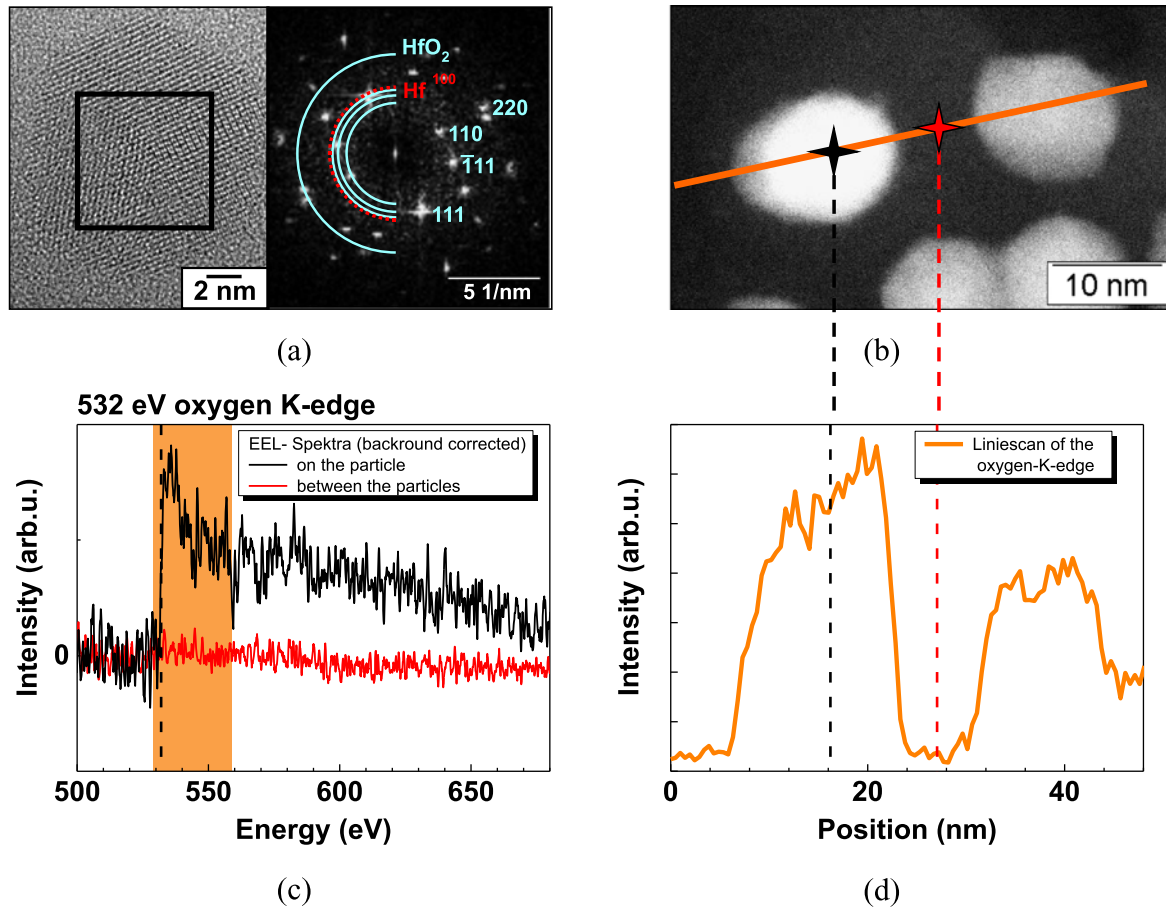 HfO2
Hf 100
220
110
1̅11
111
2 nm
5 1/nm
10 nm
(a)
(b)
532 eV oxygen K-edge
EEL- Spektra (backround corrected)
on the particle
between the particles
Intensity (arb.u.)
0
500 550 600 650
Energy (eV)
Liniescan of the
oxygen-K-edge
Intensity (arb.u.)
0 20 40
Position (nm)
(c)
(d)